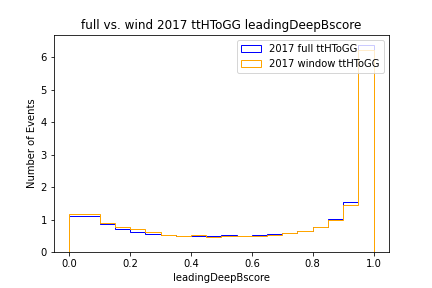 full vs. wind 2017 ttHToGG leadingDeepBscore
2017 full ttHToGG
2017 window ttHToGG
Number of Events
6
5
4
3
2
1
0
0.0 0.2 0.4 0.6 0.8 1.0
leadingDeepBscore